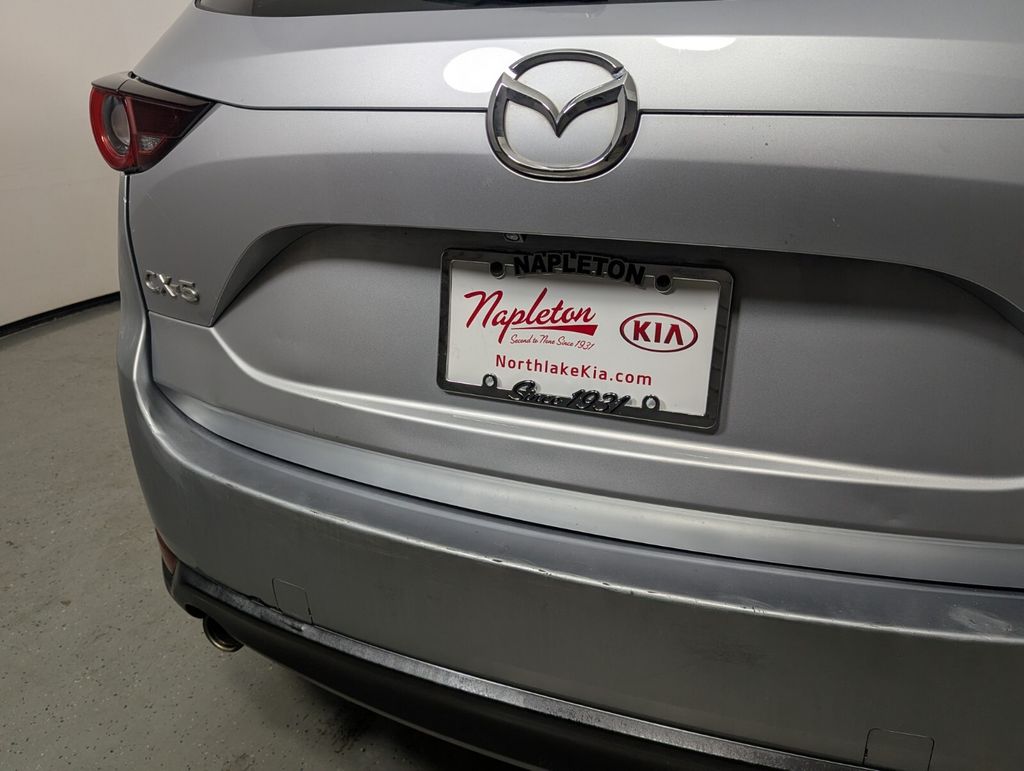 CX-5
NAPLETON
Napleton
Second to None Since 1931
KIA
NorthlakeKia.com
Since 1931